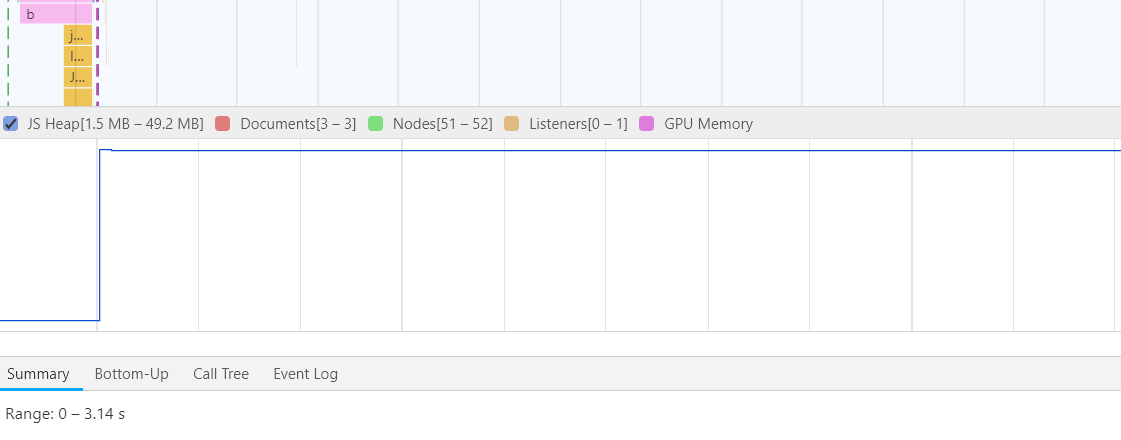 b
j...
l...
J...
JS Heap[1.5 MB – 49.2 MB] Documents[3 – 3] Nodes[51 – 52] Listeners[0 – 1] GPU Memory
Summary Bottom-Up Call Tree Event Log
Range: 0 – 3.14 s